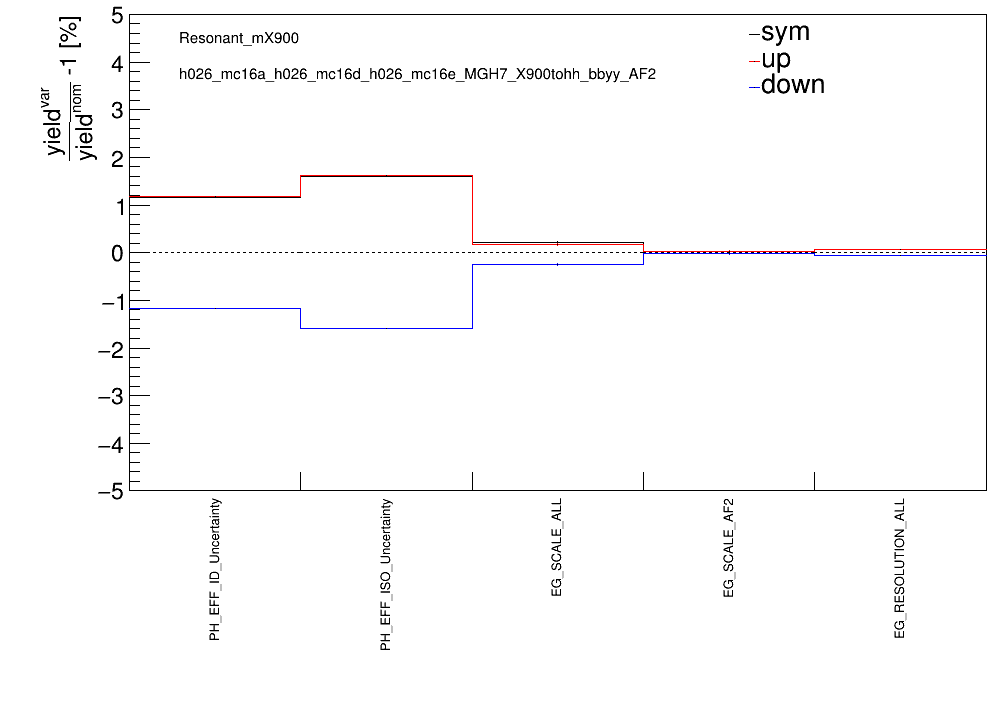 yield^var
yield^nom -1 [%]
5
4
3
2
1
0
−1
−2
−3
−4
−5
Resonant_mX900
h026_mc16a_h026_mc16d_h026_mc16e_MGH7_X900tohh_bbyy_AF2
sym
up
down
PH_EFF_ID_Uncertainty
PH_EFF_ISO_Uncertainty
EG_SCALE_ALL
EG_SCALE_AF2
EG_RESOLUTION_ALL